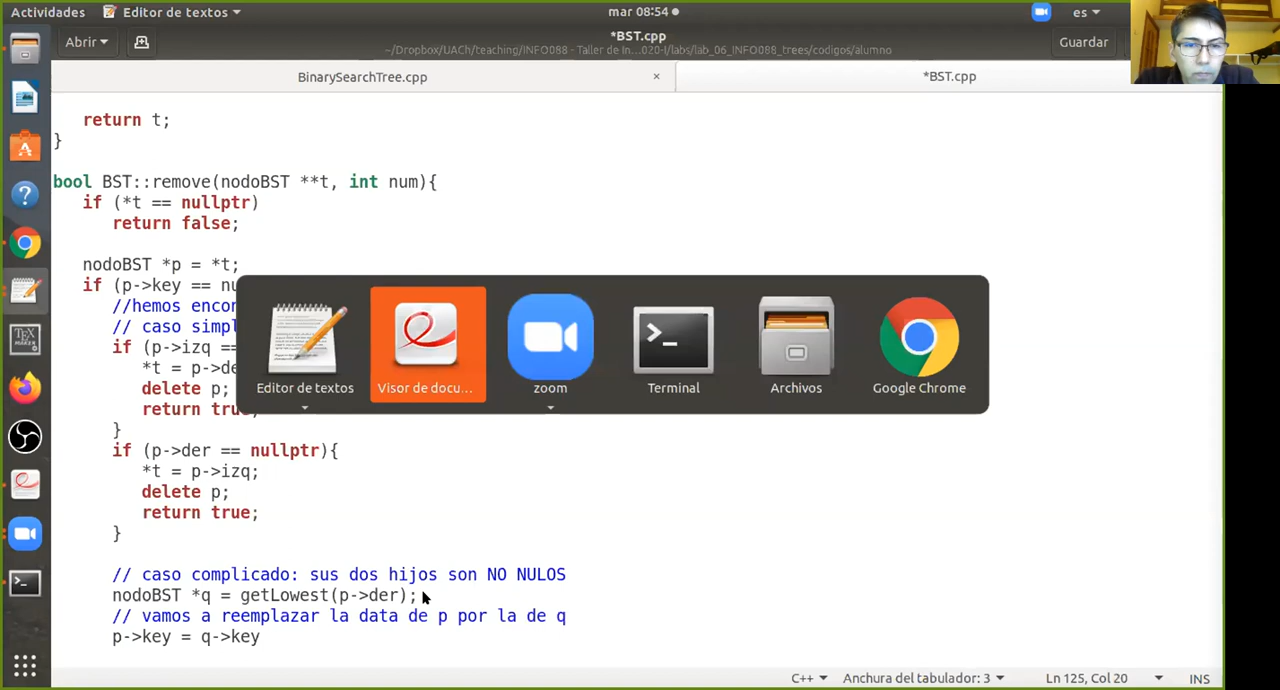 Actividades
Editor de textos
mar 08:54
es
Abrir
*BST.cpp
~/Dropbox/UACh/teaching/INFO088 - Taller de In...020-I/labs/lab_06_INFO088_trees/codigos/alumno
Guardar
BinarySearchTree.cpp
×
*BST.cpp
return t;
}
bool BST::remove(nodoBST **t, int num){
if (*t == nullptr)
return false;
nodoBST *p = *t;
if (p->key == nu
//hemos encon
// caso simpl
if (p->izq ==
*t = p->de
delete p;
return true;
}
if (p->der == nullptr){
*t = p->izq;
delete p;
return true;
}
// caso complicado: sus dos hijos son NO NULOS
nodoBST *q = getLowest(p->der);
// vamos a reemplazar la data de p por la de q
p->key = q->key
Editor de textos
Visor de docu...
zoom
Terminal
Archivos
Google Chrome
C++
Anchura del tabulador: 3
Ln 125, Col 20
INS